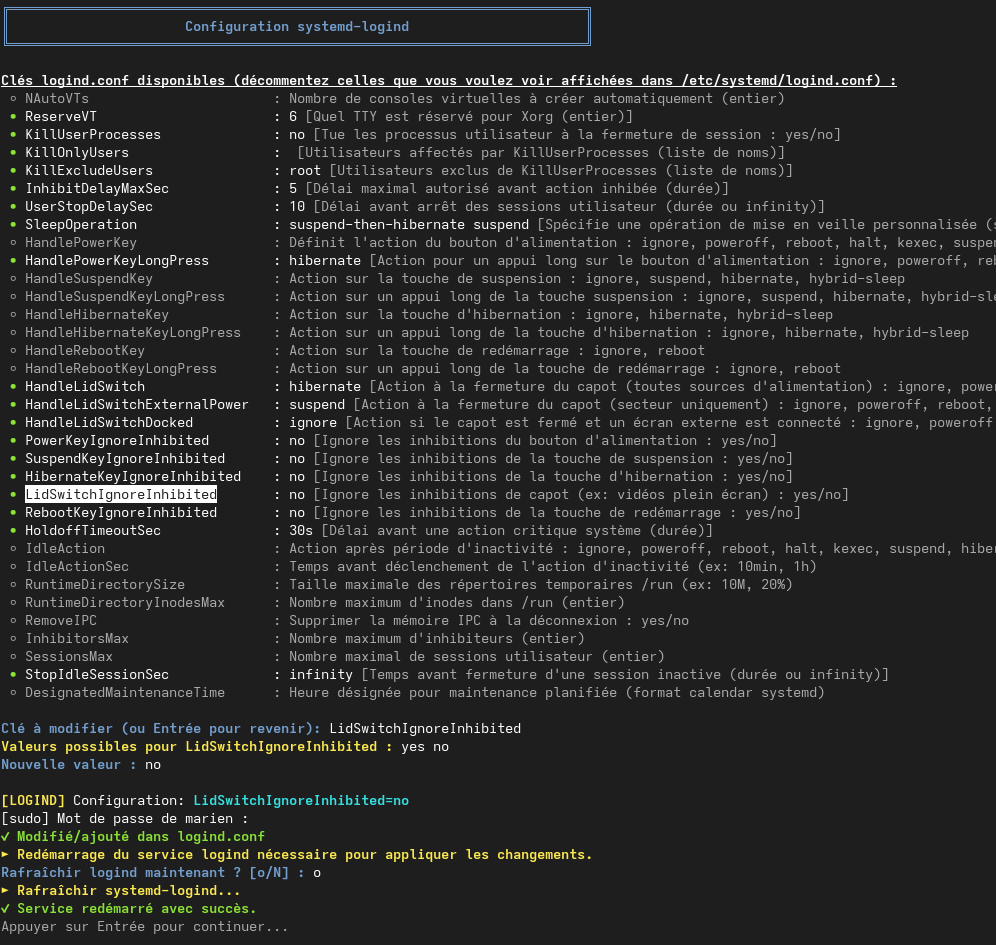 Configuration systemd-logind
Clés logind.conf disponibles (décommentez celles que vous voulez voir affichées dans /etc/systemd/logind.conf) :
○ NAutoVTs : Nombre de consoles virtuelles à créer automatiquement (entier)
● ReserveVT : 6 [Quel TTY est réservé pour Xorg (entier)]
● KillUserProcesses : no [Tue les processus utilisateur à la fermeture de session : yes/no]
● KillOnlyUsers : [Utilisateurs affectés par KillUserProcesses (liste de noms)]
● KillExcludeUsers : root [Utilisateurs exclus de KillUserProcesses (liste de noms)]
● InhibitDelayMaxSec : 5 [Délai maximal autorisé avant action inhibée (durée)]
● UserStopDelaySec : 10 [Délai avant arrêt des sessions utilisateur (durée ou infinity)]
● SleepOperation : suspend-then-hibernate suspend [Spécifie une opération de mise en veille personnalisée (s
○ HandlePowerKey : Définit l'action du bouton d'alimentation : ignore, poweroff, reboot, halt, kexec, suspen
● HandlePowerKeyLongPress : hibernate [Action pour un appui long sur le bouton d'alimentation : ignore, poweroff, reb
○ HandleSuspendKey : Action sur la touche de suspension : ignore, suspend, hibernate, hybrid-sleep
○ HandleSuspendKeyLongPress : Action sur un appui long de la touche suspension : ignore, suspend, hibernate, hybrid-sle
○ HandleHibernateKey : Action sur la touche d'hibernation : ignore, hibernate, hybrid-sleep
○ HandleHibernateKeyLongPress : Action sur un appui long de la touche d'hibernation : ignore, hibernate, hybrid-sleep
○ HandleRebootKey : Action sur la touche de redémarrage : ignore, reboot
○ HandleRebootKeyLongPress : Action sur un appui long de la touche de redémarrage : ignore, reboot
● HandleLidSwitch : hibernate [Action à la fermeture du capot (toutes sources d'alimentation) : ignore, power
● HandleLidSwitchExternalPower : suspend [Action à la fermeture du capot (secteur uniquement) : ignore, poweroff, reboot,
● HandleLidSwitchDocked : ignore [Action si le capot est fermé et un écran externe est connecté : ignore, poweroff
● PowerKeyIgnoreInhibited : no [Ignore les inhibitions du bouton d'alimentation : yes/no]
● SuspendKeyIgnoreInhibited : no [Ignore les inhibitions de la touche de suspension : yes/no]
● HibernateKeyIgnoreInhibited : no [Ignore les inhibitions de la touche d'hibernation : yes/no]
● LidSwitchIgnoreInhibited : no [Ignore les inhibitions de capot (ex: vidéos plein écran) : yes/no]
● RebootKeyIgnoreInhibited : no [Ignore les inhibitions de la touche de redémarrage : yes/no]
● HoldoffTimeoutSec : 30s [Délai avant une action critique système (durée)]
○ IdleAction : Action après période d'inactivité : ignore, poweroff, reboot, halt, kexec, suspend, hiber
○ IdleActionSec : Temps avant déclenchement de l'action d'inactivité (ex: 10min, 1h)
○ RuntimeDirectorySize : Taille maximale des répertoires temporaires /run (ex: 10M, 20%)
○ RuntimeDirectoryInodesMax : Nombre maximum d'inodes dans /run (entier)
○ RemoveIPC : Supprimer la mémoire IPC à la déconnexion : yes/no
○ InhibitorsMax : Nombre maximum d'inhibiteurs (entier)
○ SessionsMax : Nombre maximal de sessions utilisateur (entier)
● StopIdleSessionSec : infinity [Temps avant fermeture d'une session inactive (durée ou infinity)]
○ DesignatedMaintenanceTime : Heure désignée pour maintenance planifiée (format calendar systemd)
Clé à modifier (ou Entrée pour revenir): LidSwitchIgnoreInhibited
Valeurs possibles pour LidSwitchIgnoreInhibited : yes no
Nouvelle valeur : no
[LOGIND] Configuration: LidSwitchIgnoreInhibited=no
[sudo] Mot de passe de marien :
✓ Modifié/ajouté dans logind.conf
► Redémarrage du service logind nécessaire pour appliquer les changements.
Rafraîchir logind maintenant ? [o/N] : o
► Rafraîchir systemd-logind...
✓ Service redémarré avec succès.
Appuyer sur Entrée pour continuer...